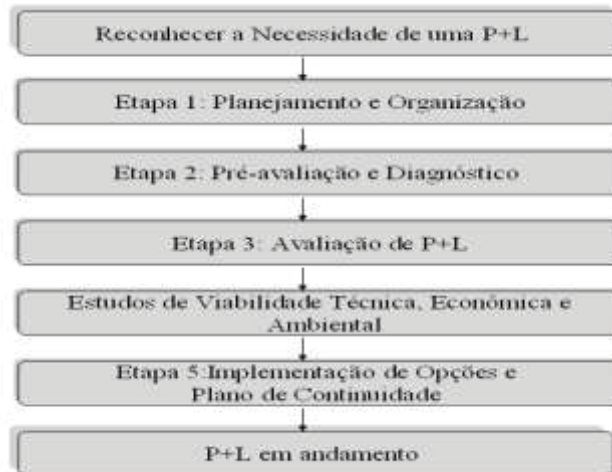 Reconhecer a Necessidade de uma P+L
Etapa 1: Planejamento e Organização
Etapa 2: Pré-avaliação e Diagnóstico
Etapa 3: Avaliação de P+L
Estudos de Viabilidade Técnica, Econômica e
Ambiental
Etapa 5:Implementação de Opções e
Plano de Continuidade
P+L em andamento